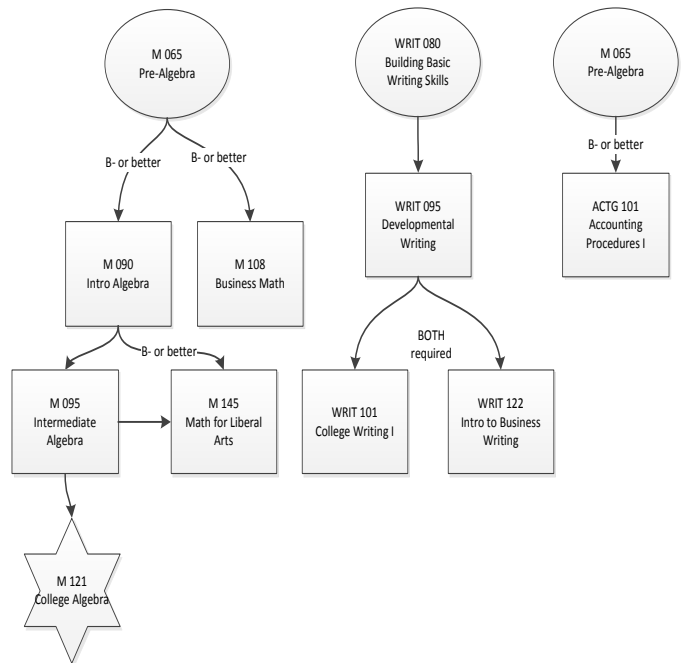 M 065
Pre-Algebra
B- or better
B- or better
M 090
Intro Algebra
M 108
Business Math
B- or better
M 095
Intermediate
Algebra
M 145
Math for Liberal
Arts
M 121
College Algebra
WRIT 080
Building Basic
Writing Skills
WRIT 095
Developmental
Writing
BOTH
required
WRIT 101
College Writing I
WRIT 122
Intro to Business
Writing
M 065
Pre-Algebra
B- or better
ACTG 101
Accounting
Procedures I